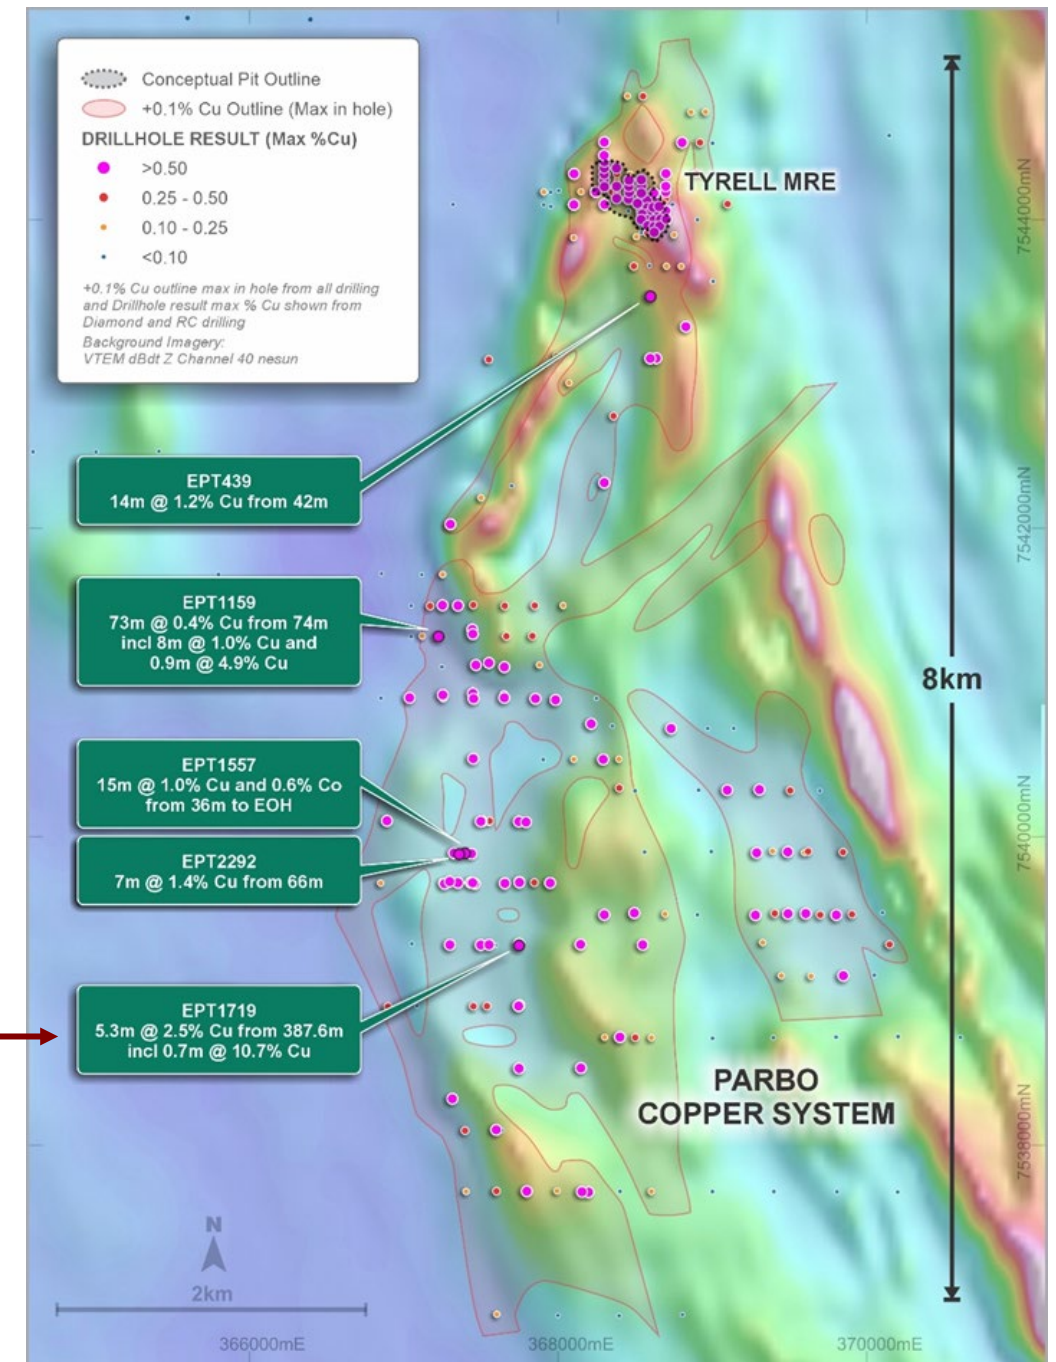 Conceptual Pit Outline
+0.1% Cu Outline (Max in hole)
DRILLHOLE RESULT (Max %Cu)
>0.50
0.25 - 0.50
0.10 - 0.25
<0.10
+0.1% Cu outline max in hole from all drilling
and Drillhole result max % Cu shown from
Diamond and RC drilling
Background Imagery:
VTEM dBdt Z Channel 40 nesun
TYRELL MRE
7544000mN
EPT439
14m @ 1.2% Cu from 42m
7542000mN
EPT1159
73m @ 0.4% Cu from 74m
incl 8m @ 1.0% Cu and
0.9m @ 4.9% Cu
8km
EPT1557
15m @ 1.0% Cu and 0.6% Co
from 36m to EOH
7540000mN
EPT2292
7m @ 1.4% Cu from 66m
EPT1719
5.3m @ 2.5% Cu from 387.6m
incl 0.7m @ 10.7% Cu
PARBO
COPPER SYSTEM
7538000mN
N
2km
366000mE
368000mE
370000mE